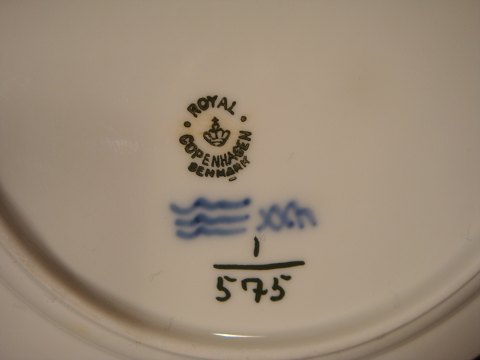 ROYAL
COPENHAGEN
DENMARK
1
575